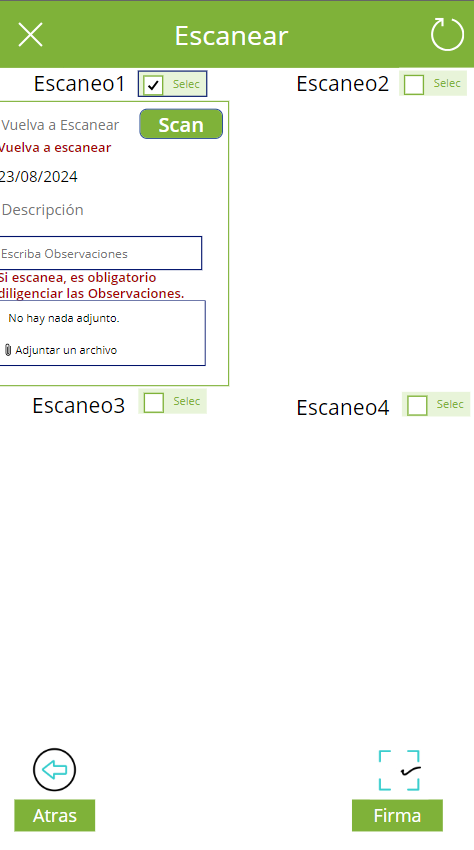 Escanear
Escaneo1
Selec
Escaneo2
Selec
Vuelva a Escanear
Scan
Vuelva a escanear
23/08/2024
Descripción
Escriba Observaciones
Si escanea, es obligatorio
diligenciar las Observaciones.
No hay nada adjunto.
Adjuntar un archivo
Escaneo3
Selec
Escaneo4
Selec
Atras
Firma